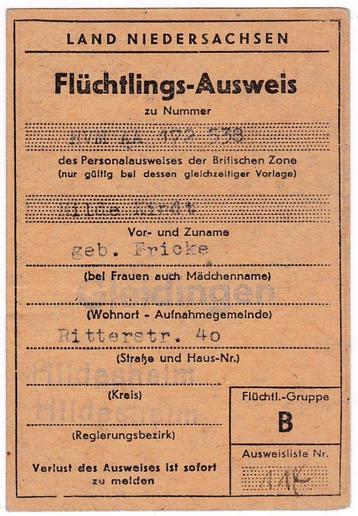 LAND NIEDERSACHSEN
Flüchtlings-Ausweis
zu Nummer
AA 172 538
des Personalausweises der Britischen Zone
(nur gültig bei dessen gleichzeitiger Vorlage)
Hilde
Vor- und Zuname
geb. Fricke
(bei Frauen auch Mädchenname)
(Wohnort - Aufnahmegemeinde)
Ritterstr. 40
(Straße und Haus-Nr.)
Hildesheim
(Kreis)
Hildesheim
(Regierungsbezirk)
Flüchtl.-Gruppe
B
Ausweisliste Nr.
Verlust des Ausweises ist sofort
zu melden